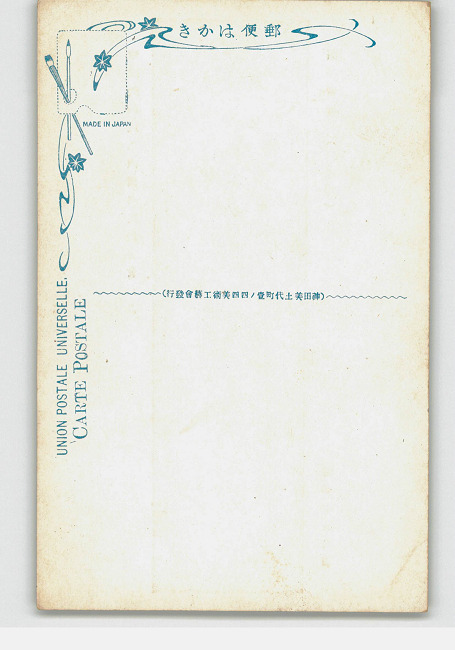 郵便はかき
MADE IN JAPAN
(神田美土代町壹ノ四四美術工藝會發行)
UNION POSTALE UNIVERSELLE.
CARTE POSTALE